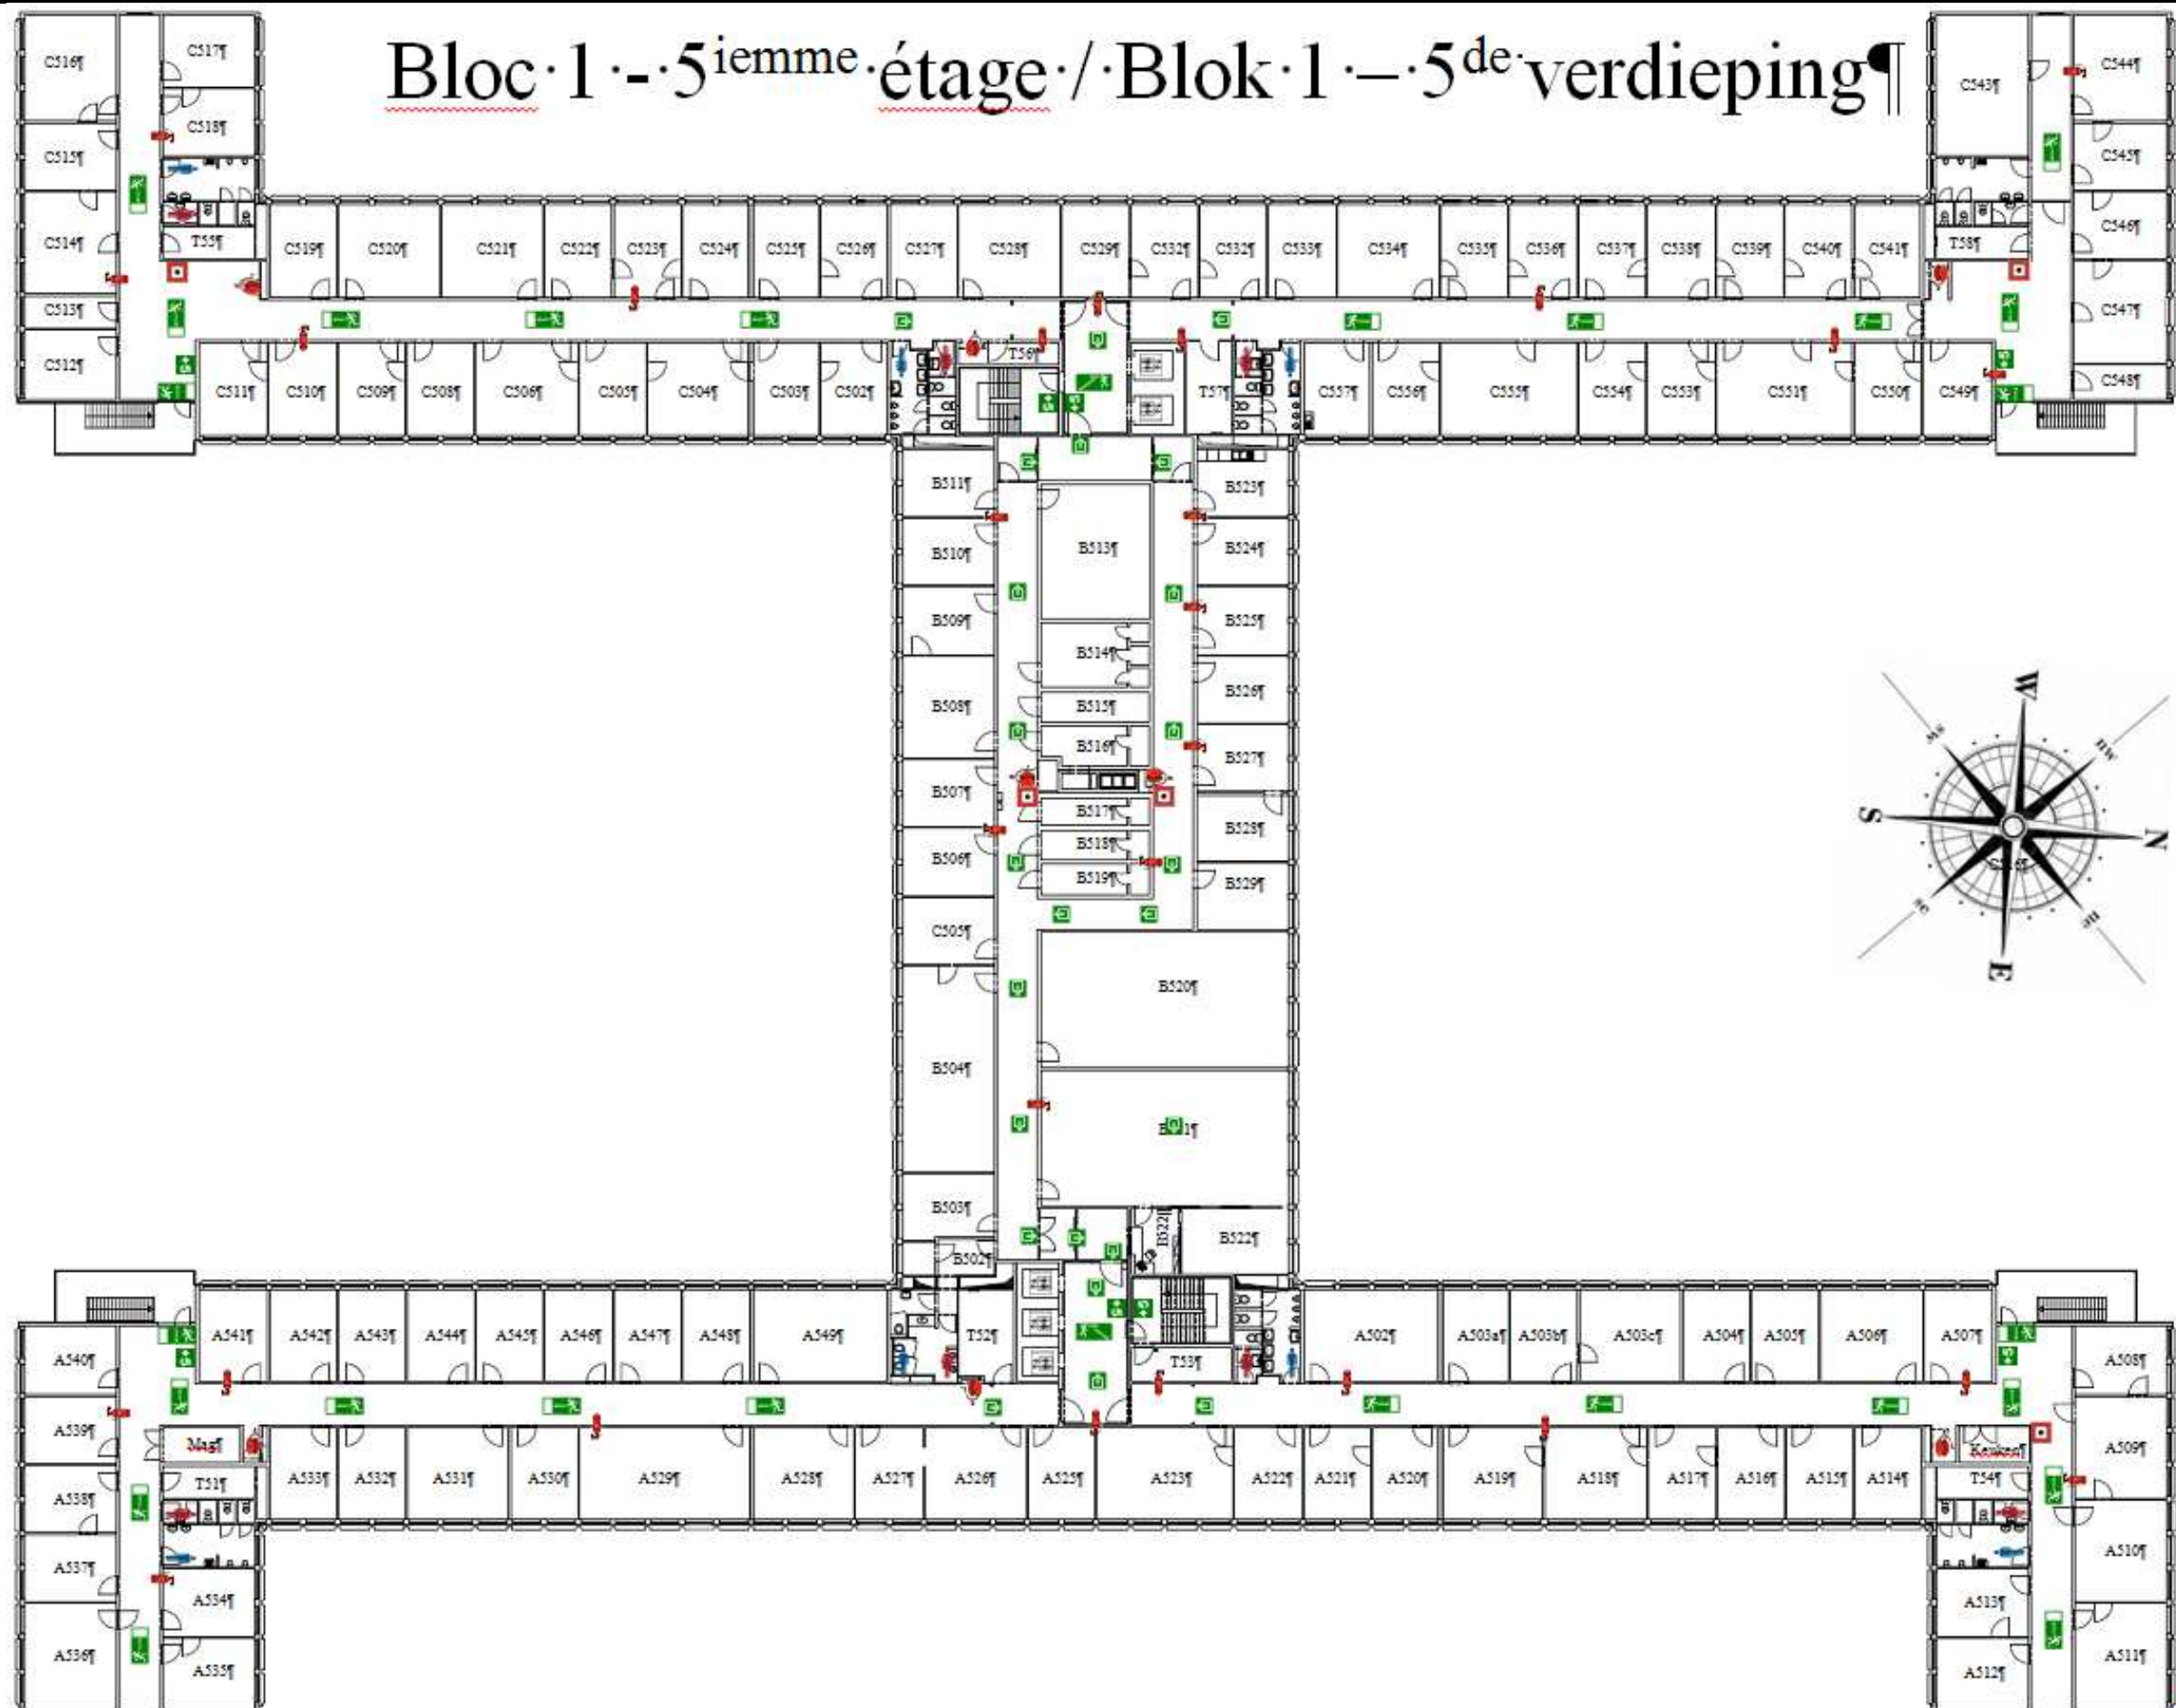 Bloc·1·-·5iemme·étage·/·Blok·1·–·5de·verdieping¶
C516¶ C517¶ C543¶ C544¶
C518¶
C515¶ C545¶
C514¶ T55¶ C519¶ C520¶ C521¶ C522¶ C523¶ C524¶ C525¶ C526¶ C527¶ C528¶ C529¶ C532¶ C532¶ C533¶ C534¶ C535¶ C536¶ C537¶ C538¶ C539¶ C540¶ C541¶ T58¶ C546¶
C513¶ C547¶
T56¶
C512¶ C511¶ C510¶ C509¶ C508¶ C506¶ C505¶ C504¶ C503¶ C502¶ T57¶ C557¶ C556¶ C555¶ C554¶ C553¶ C551¶ C550¶ C549¶ C548¶
B511¶ B523¶
B510¶ B513¶ B524¶
B509¶ B525¶
B514¶
B508¶ B515¶ B526¶
W
B516¶ B527¶
sw nw
B507¶ B517¶
S N
B506¶ B518¶ B528¶
B519¶ B529¶
se ne
C505¶
E
B520¶
B504¶
B503¶ B522¶ B522¶
B502¶
A540¶ A541¶ A542¶ A543¶ A544¶ A545¶ A546¶ A547¶ A548¶ A549¶ T52¶ T53¶ A502¶ A503a¶ A503b¶ A503c¶ A504¶ A505¶ A506¶ A507¶ A508¶
A539¶ Mag¶ Keuken¶ A509¶
A538¶ T51¶ A533¶ A532¶ A531¶ A530¶ A529¶ A528¶ A527¶ A526¶ A525¶ A523¶ A522¶ A521¶ A520¶ A519¶ A518¶ A517¶ A516¶ A515¶ A514¶ T54¶
A537¶ A510¶
A534¶ A513¶
A536¶ A535¶ A512¶ A511¶